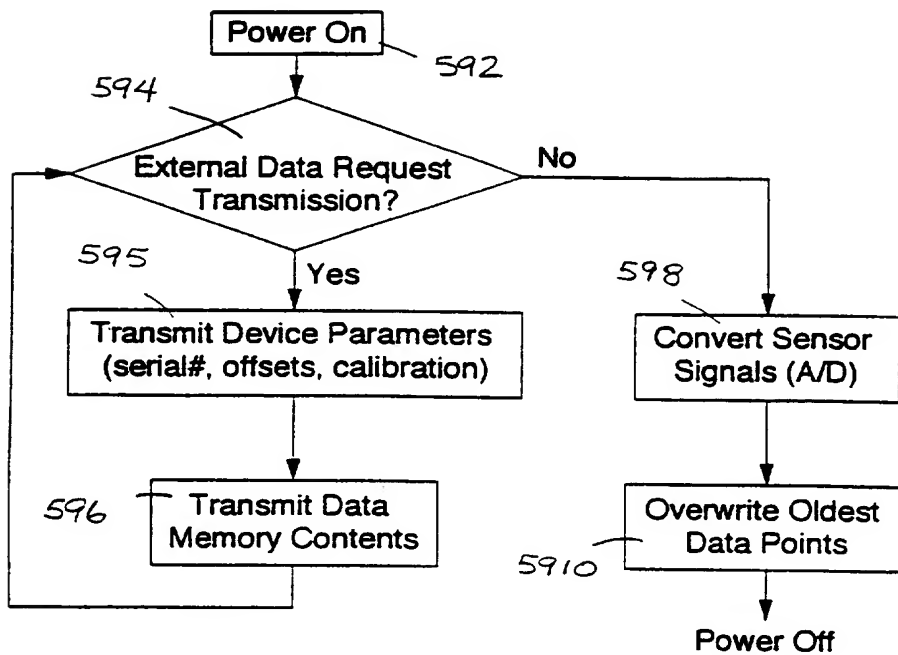 Power On
592
594
External Data Request
Transmission?
No
595
Yes
598
Transmit Device Parameters
(serial#, offsets, calibration)
Convert Sensor
Signals (A/D)
596
Transmit Data
Memory Contents
Overwrite Oldest
Data Points
5910
Power Off